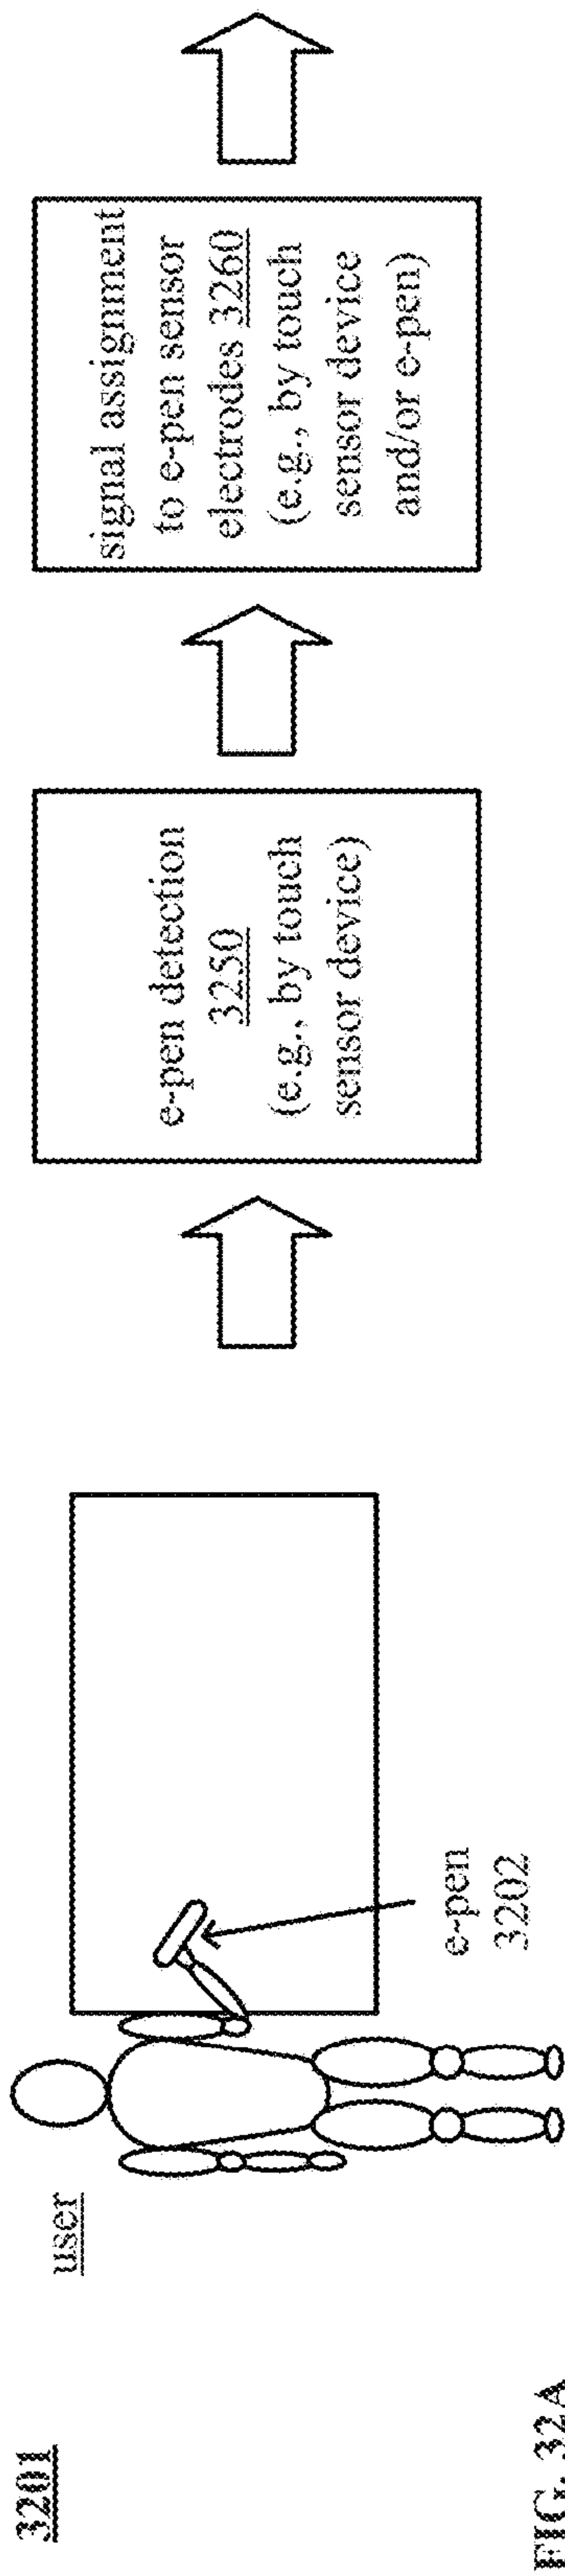 3201
user
e-pen
3202
e-pen detection
3250
(e.g., by touch
sensor device)
signal assignment
to e-pen sensor
electrodes 3260
(e.g., by touch
sensor device
and/or e-pen)
FIG. 32A